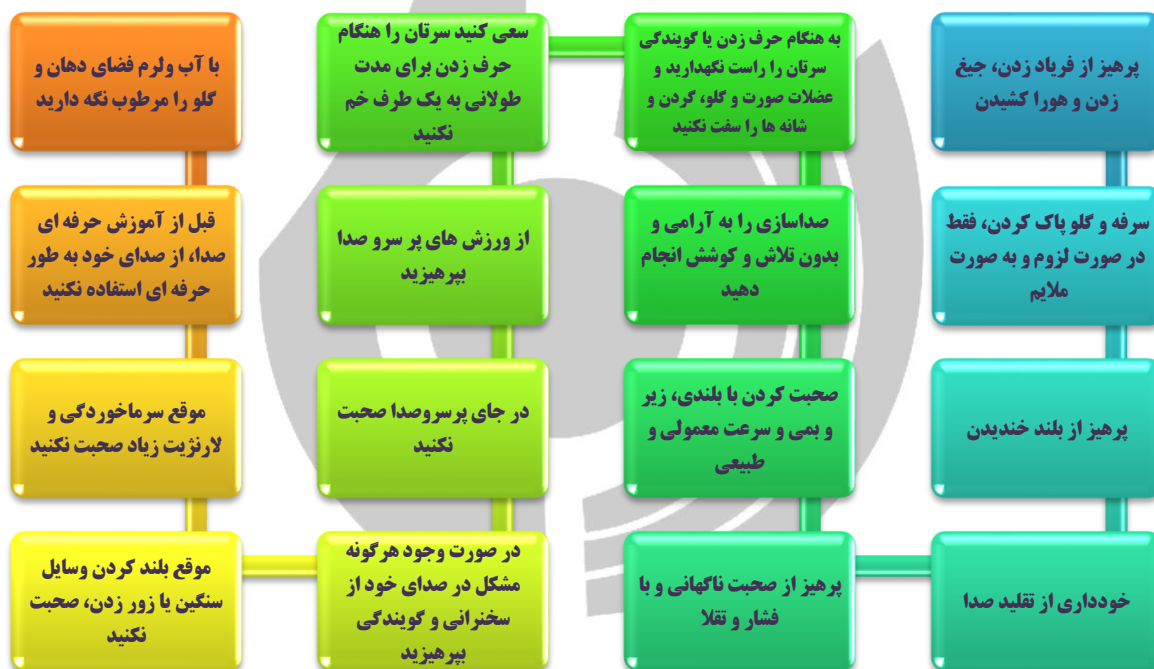 پرهیز از فریاد زدن، جیغ
زدن و هورا کشیدن
سرفه و گلو پاک کردن، فقط
در صورت لزوم و به صورت
ملایم
پرهیز از بلند خندیدن
خودداری از تقلید صدا
پرهیز از صحبت ناگهانی و با
فشار و تقلا
صحبت کردن با بلندی، زیر
و بمی و سرعت معمولی و
طبیعی
صداسازی را به آرامی و
بدون تلاش و کوشش انجام
دهید
به هنگام حرف زدن یا گویندگی
سرتان را راست نگهدارید و
عضلات صورت و گلو، گردن و
شانه ها را سفت نکنید
سعی کنید سرتان را هنگام
حرف زدن برای مدت
طولانی به یک طرف خم
نکنید
از ورزش های پر سرو صدا
بپرهیزید
در جای پرسروصدا صحبت
نکنید
در صورت وجود هرگونه
مشکل در صدای خود از
سخنرانی و گویندگی
بپرهیزید
موقع بلند کردن وسایل
سنگین یا زور زدن، صحبت
نکنید
موقع سرماخوردگی و
لارنژیت زیاد صحبت نکنید
قبل از آموزش حرفه ای
صدا، از صدای خود به طور
حرفه ای استفاده نکنید
با آب ولرم فضای دهان و
گلو را مرطوب نگه دارید